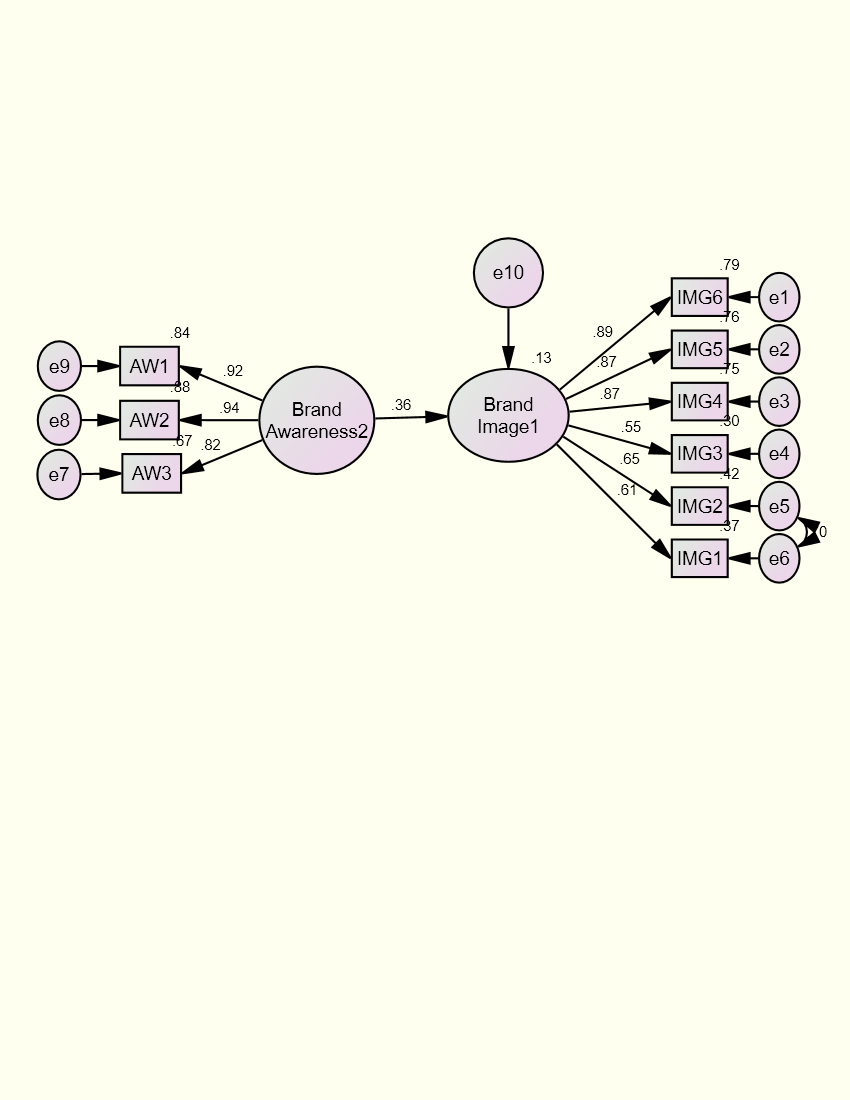 e10
.79
IMG6
e1
.76
.89
.84
.13
IMG5
e2
.75
.87
e9
AW1
.92
.88
.87
IMG4
e3
.30
Brand
Awareness2
.36
Brand
Image1
e8
AW2
.94
.67
.82
.55
IMG3
e4
.42
.65
e7
AW3
.61
IMG2
e5
.37
0
IMG1
e6